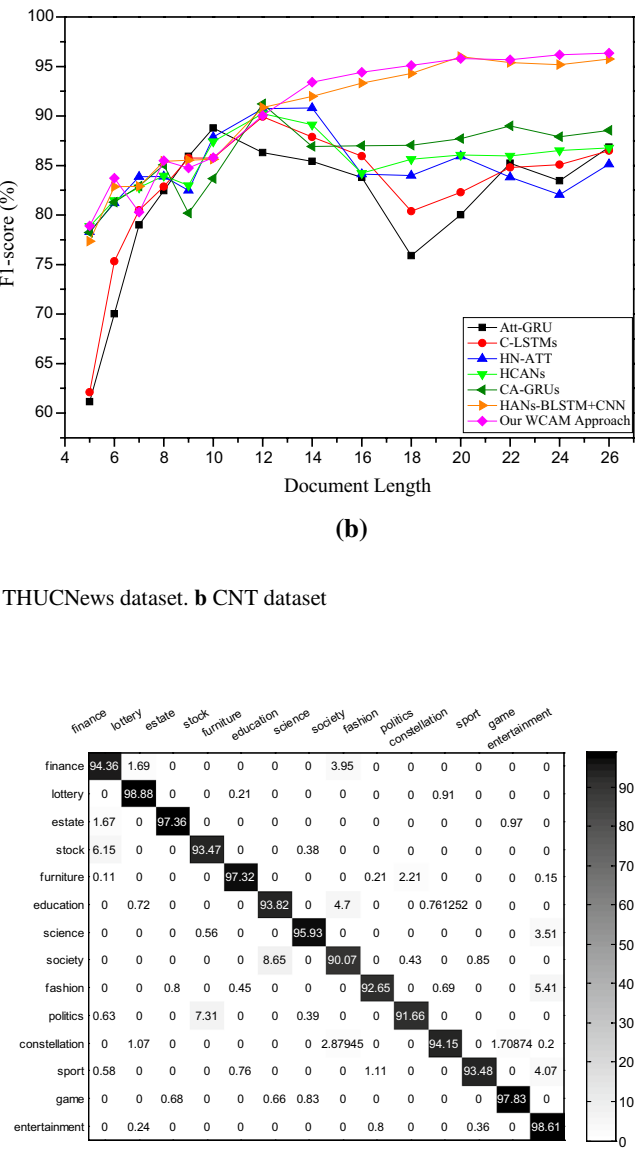 100
95
90
85
80
75
70
65
60
F1-score (%)
4 6 8 10 12 14 16 18 20 22 24 26
Document Length
Att-GRU
C-LSTMs
HN-ATT
HCANs
CA-GRUs
HANs-BLSTM+CNN
Our WCAM Approach
(b)
THUCNews dataset. b CNT dataset
finance lottery estate stock furniture education science society fashion politics constellation sport game entertainment
finance 94.36 1.69 0 0 0 0 0 3.95 0 0 0 0 0 0
lottery 0 98.88 0 0 0.21 0 0 0 0 0 0.91 0 0 0
estate 1.67 0 97.36 0 0 0 0 0 0 0 0 0 0.97 0
stock 6.15 0 0 93.47 0 0 0.38 0 0 0 0 0 0 0
furniture 0.11 0 0 0 97.32 0 0 0 0.21 2.21 0 0 0 0.15
education 0 0.72 0 0 0 93.82 0 4.7 0 0 0.761252 0 0 0
science 0 0 0 0.56 0 0 95.93 0 0 0 0 0 0 3.51
society 0 0 0 0 0 8.65 0 90.07 0 0.43 0 0.85 0 0
fashion 0 0 0.8 0 0.45 0 0 0 92.65 0 0.69 0 0 5.41
politics 0.63 0 0 7.31 0 0 0.39 0 0 91.66 0 0 0 0
constellation 0 1.07 0 0 0 0 0 2.87945 0 0 94.15 0 1.70874 0.2
sport 0.58 0 0 0 0.76 0 0 0 1.11 0 0 93.48 0 4.07
game 0 0 0.68 0 0 0.66 0.83 0 0 0 0 0 97.83 0
entertainment 0 0.24 0 0 0 0 0 0 0.8 0 0 0.36 0 98.61
90
80
70
60
50
40
30
20
10
0